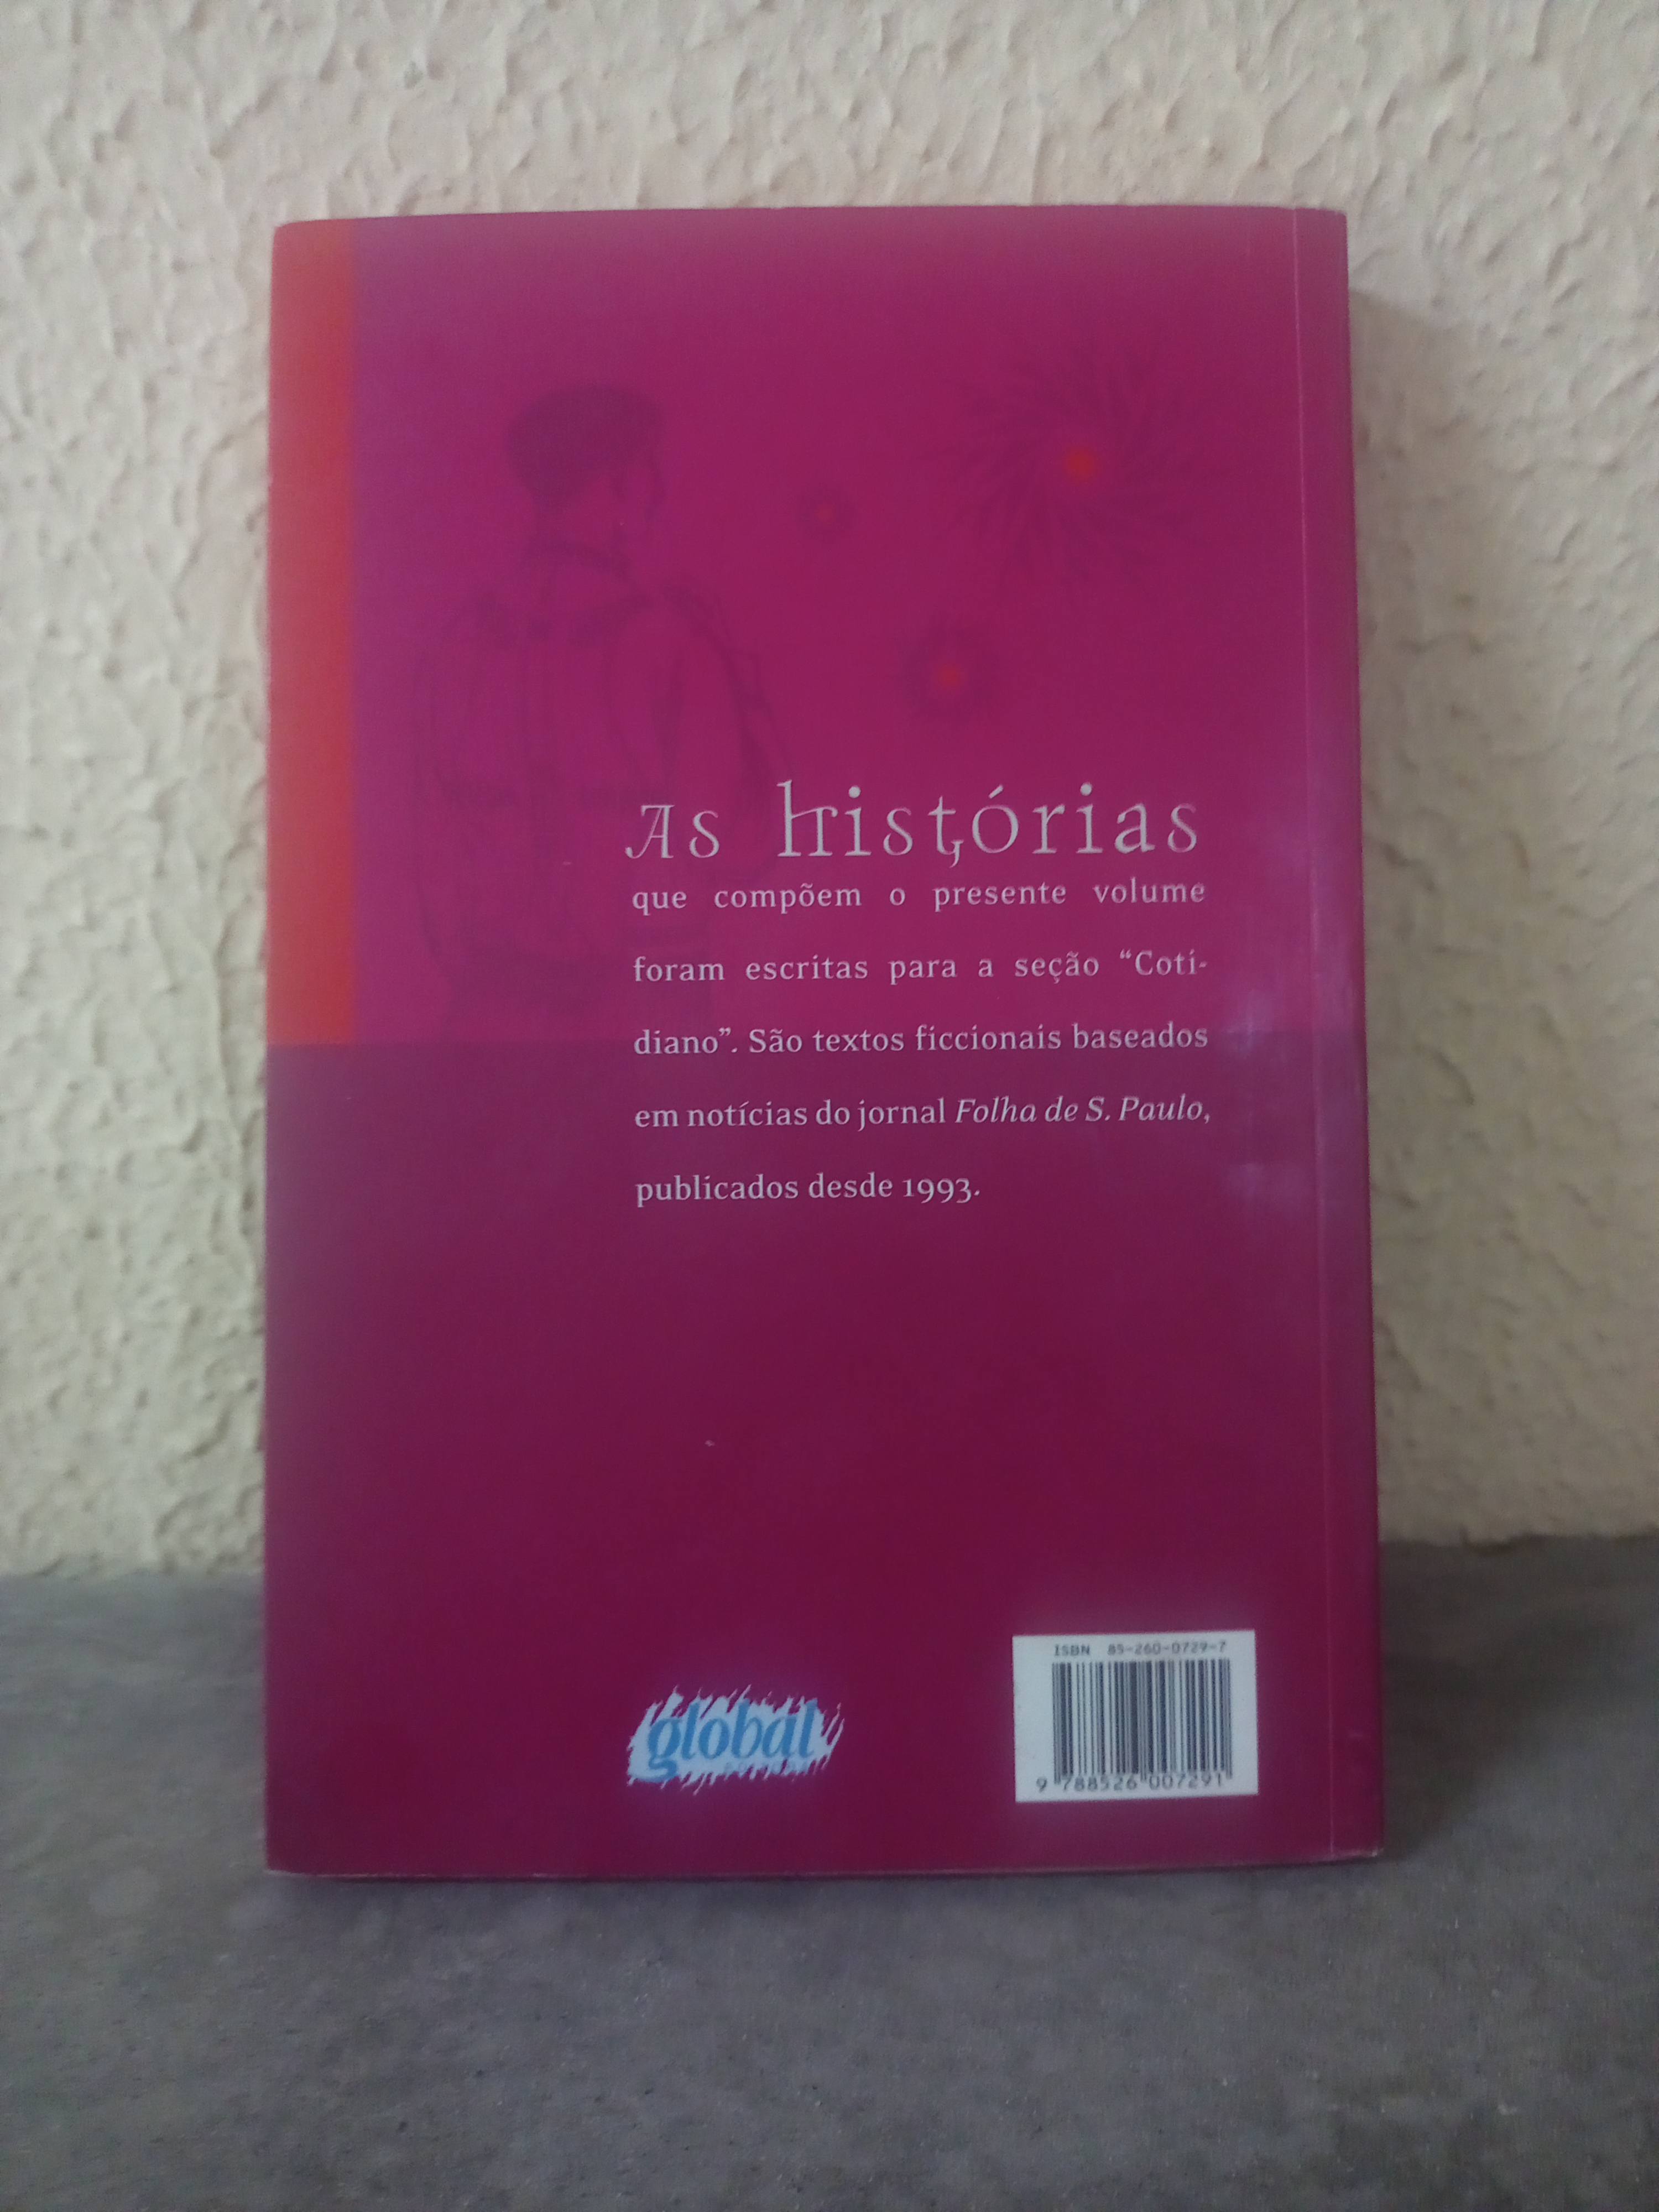 As histórias
que compõem o presente volume
foram escritas para a seção “Coti-
diano”. São textos ficcionais baseados
em notícias do jornal Folha de S. Paulo,
publicados desde 1993.
global
ISBN 85-260-0729-7
9 788526 007291